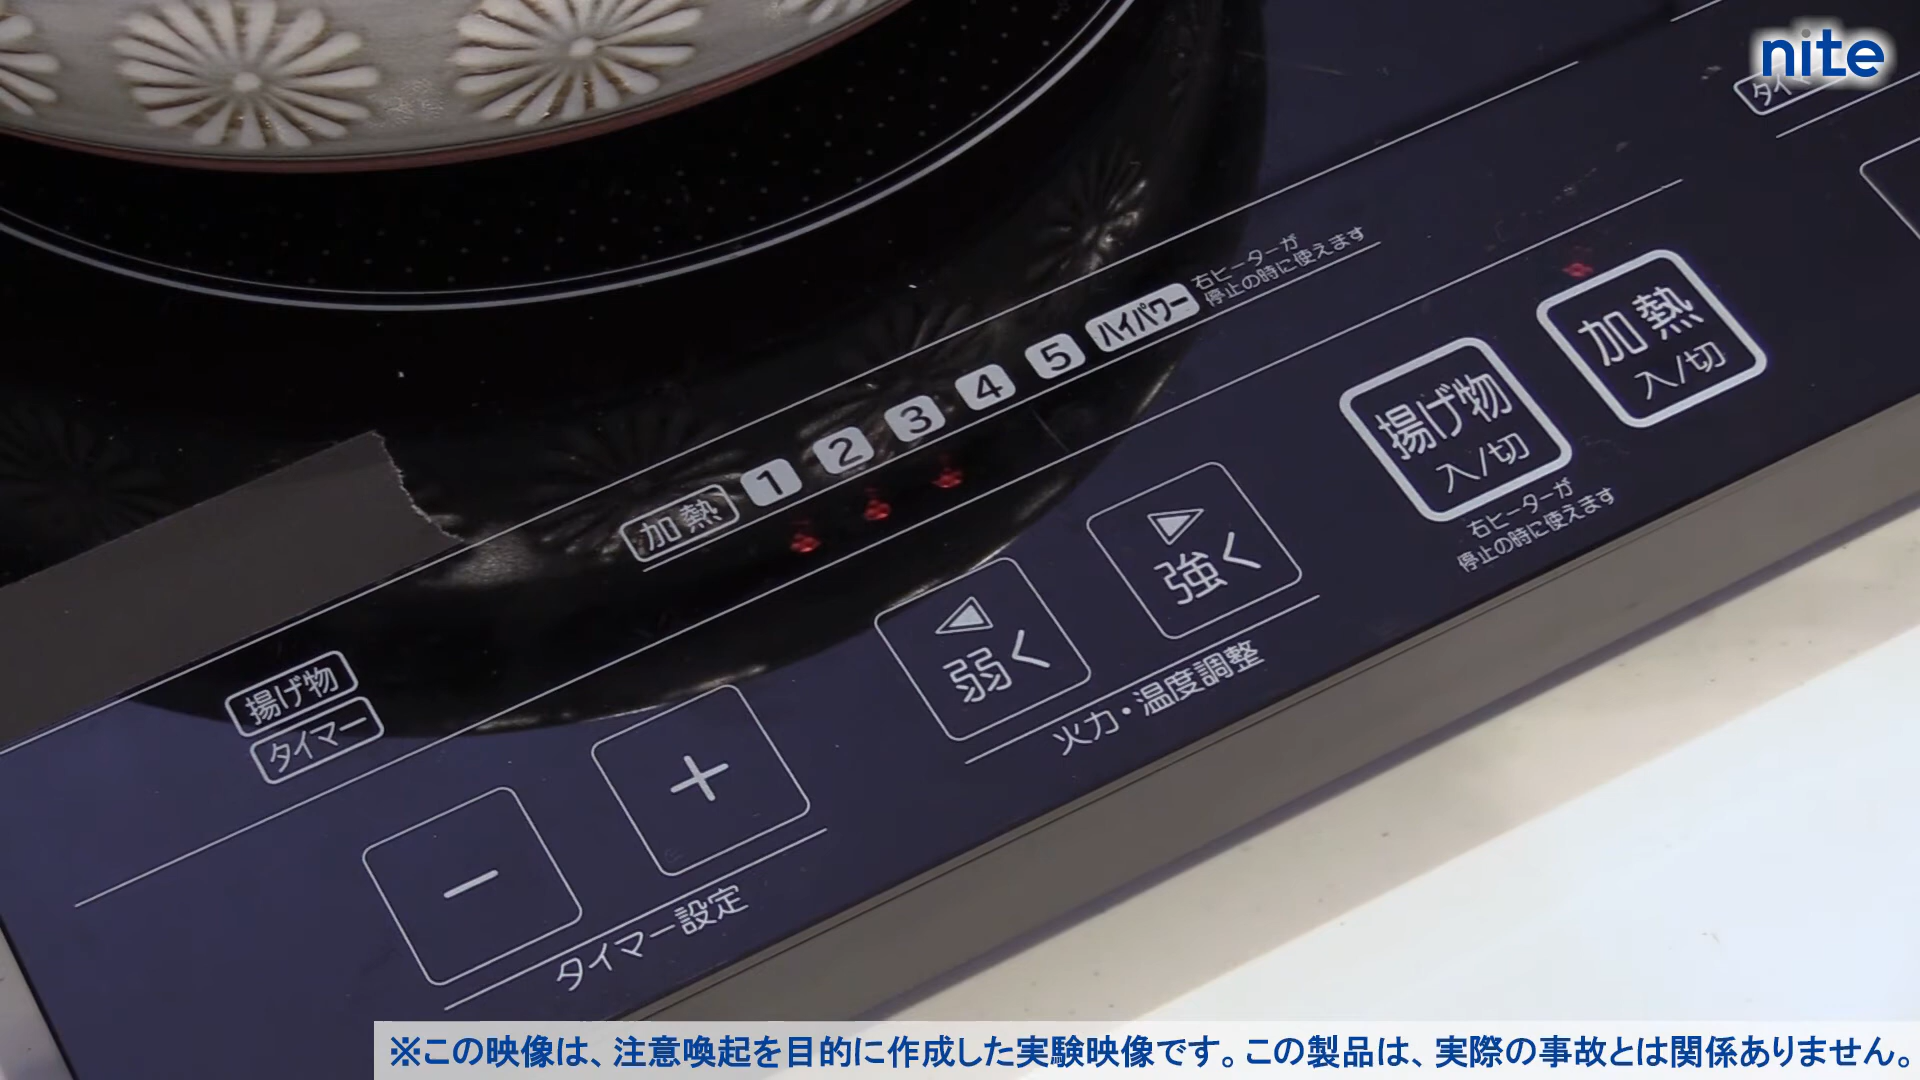 nite
タイマ
右ヒーターが
停止の時に使えます
加熱 1 2 3 4 5 ハイパワー
加熱
入/切
揚げ物
入/切
右ヒーターが
停止の時に使えます
強く
弱く
火力・温度調整
揚げ物
タイマー
+
−
タイマー設定
※この映像は、注意喚起を目的に作成した実験映像です。この製品は、実際の事故とは関係ありません。